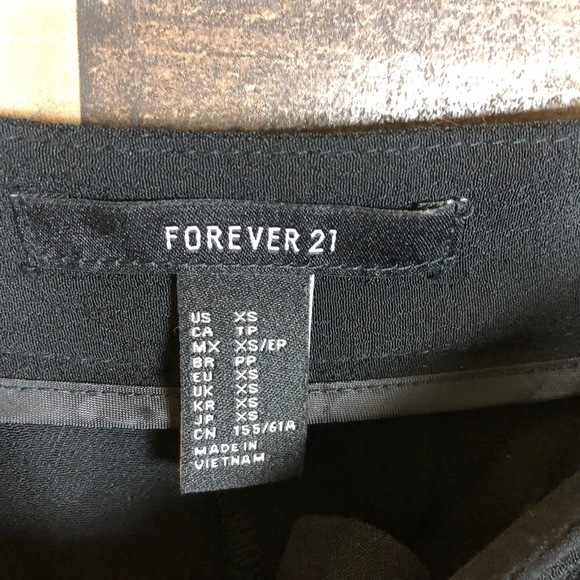 FOREVER 21
US XS
CA TP
MX XS/EP
BR PP
EU XS
UK XS
KR XS
JP XS
CN 155/61A
MADE IN
VIETNAM